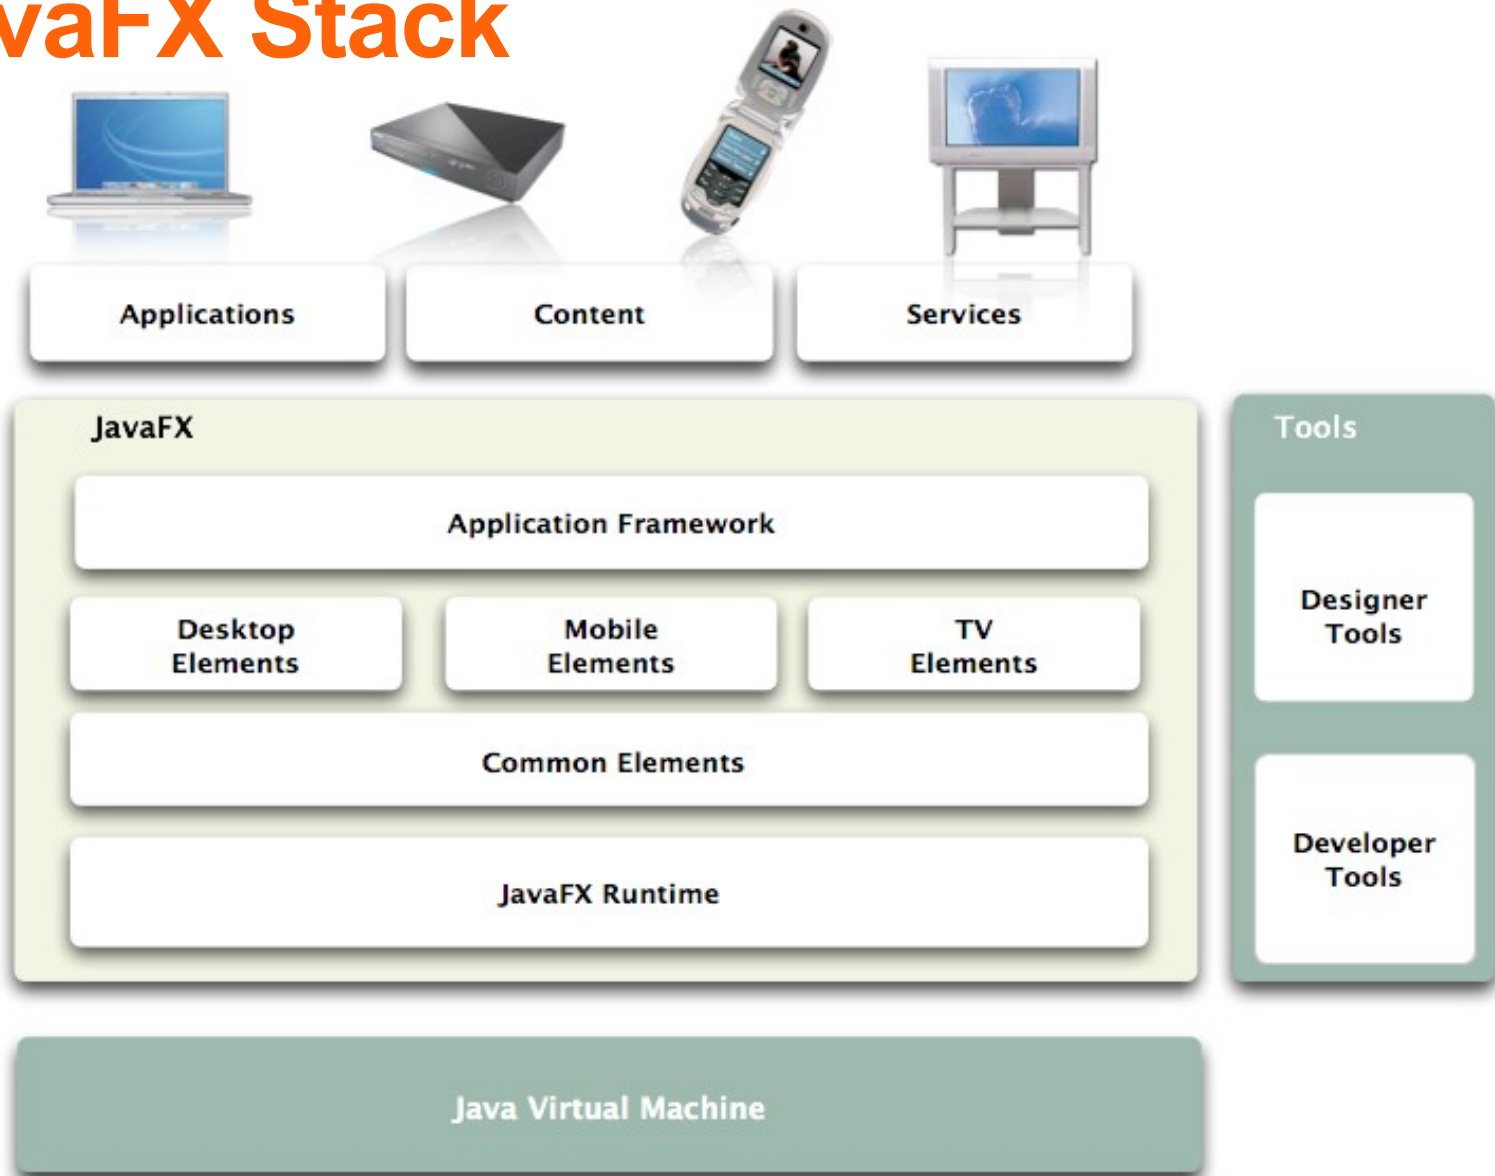 vaFX Stack
Applications
Content
Services
JavaFX
Tools
Application Framework
Desktop
Elements
Mobile
Elements
TV
Elements
Designer
Tools
Common Elements
Developer
Tools
JavaFX Runtime
Java Virtual Machine